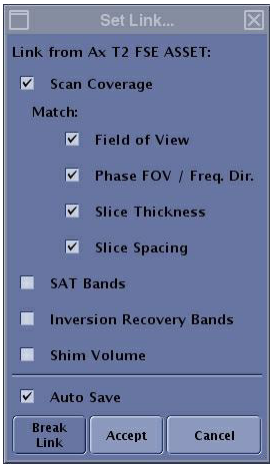 Set Link...
Link from Ax T2 FSE ASSET:
Scan Coverage
Match:
Field of View
Phase FOV / Freq. Dir.
Slice Thickness
Slice Spacing
SAT Bands
Inversion Recovery Bands
Shim Volume
Auto Save
Break
Link
Accept
Cancel